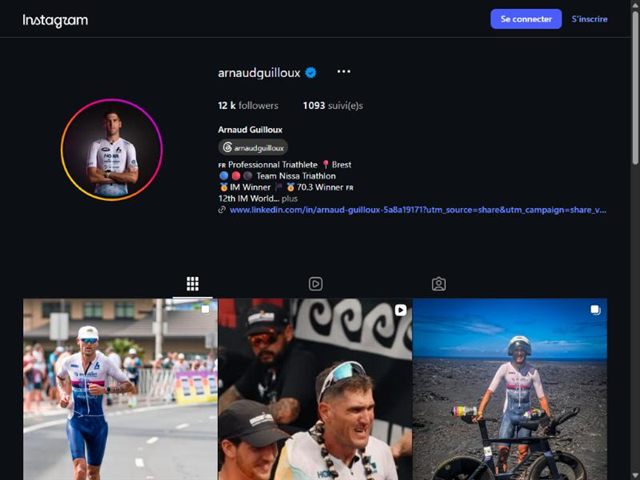 Instagram
Se connecter
S'inscrire
arnaudguilloux
12 k followers 1093 suivi(e)s
Arnaud Guilloux
arnaudguilloux
FR Professionnal Triathlete 📍 Brest
🔵🔴⚫ Team Nissa Triathlon
🏅IM Winner 🏅70.3 Winner FR
12th IM World... plus
www.linkedin.com/in/arnaud-guilloux-5a8a19171?utm_source=share&utm_campaign=share_v...